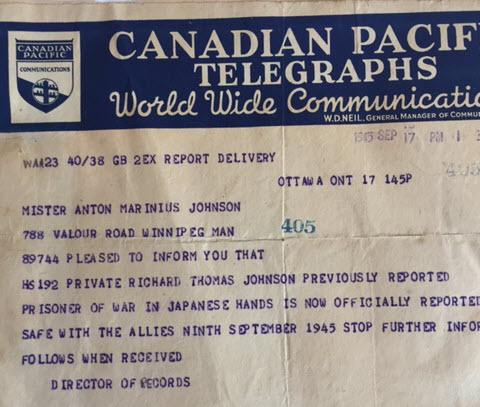 CANADIAN PACIFIC
COMMUNICATIONS
CANADIAN PACIF
TELEGRAPHS
World Wide Communicatio
W.D. NEIL, GENERAL MANAGER OF COMMU
1945 SEP 17 PM 1 3
WAA23 40/38 GB 2EX REPORT DELIVERY
405
OTTAWA ONT 17 145P
MISTER ANTON MARINIUS JOHNSON
788 VALOUR ROAD WINNIPEG MAN
405
89744 PLEASED TO INFORM YOU THAT
HS192 PRIVATE RICHARD THOMAS JOHNSON PREVIOUSLY REPORTED
PRISONER OF WAR IN JAPANESE HANDS IS NOW OFFICIALLY REPORTED
SAFE WITH THE ALLIES NINTH SEPTEMBER 1945 STOP FURTHER INFOR
FOLLOWS WHEN RECEIVED
DIRECTOR OF RECORDS